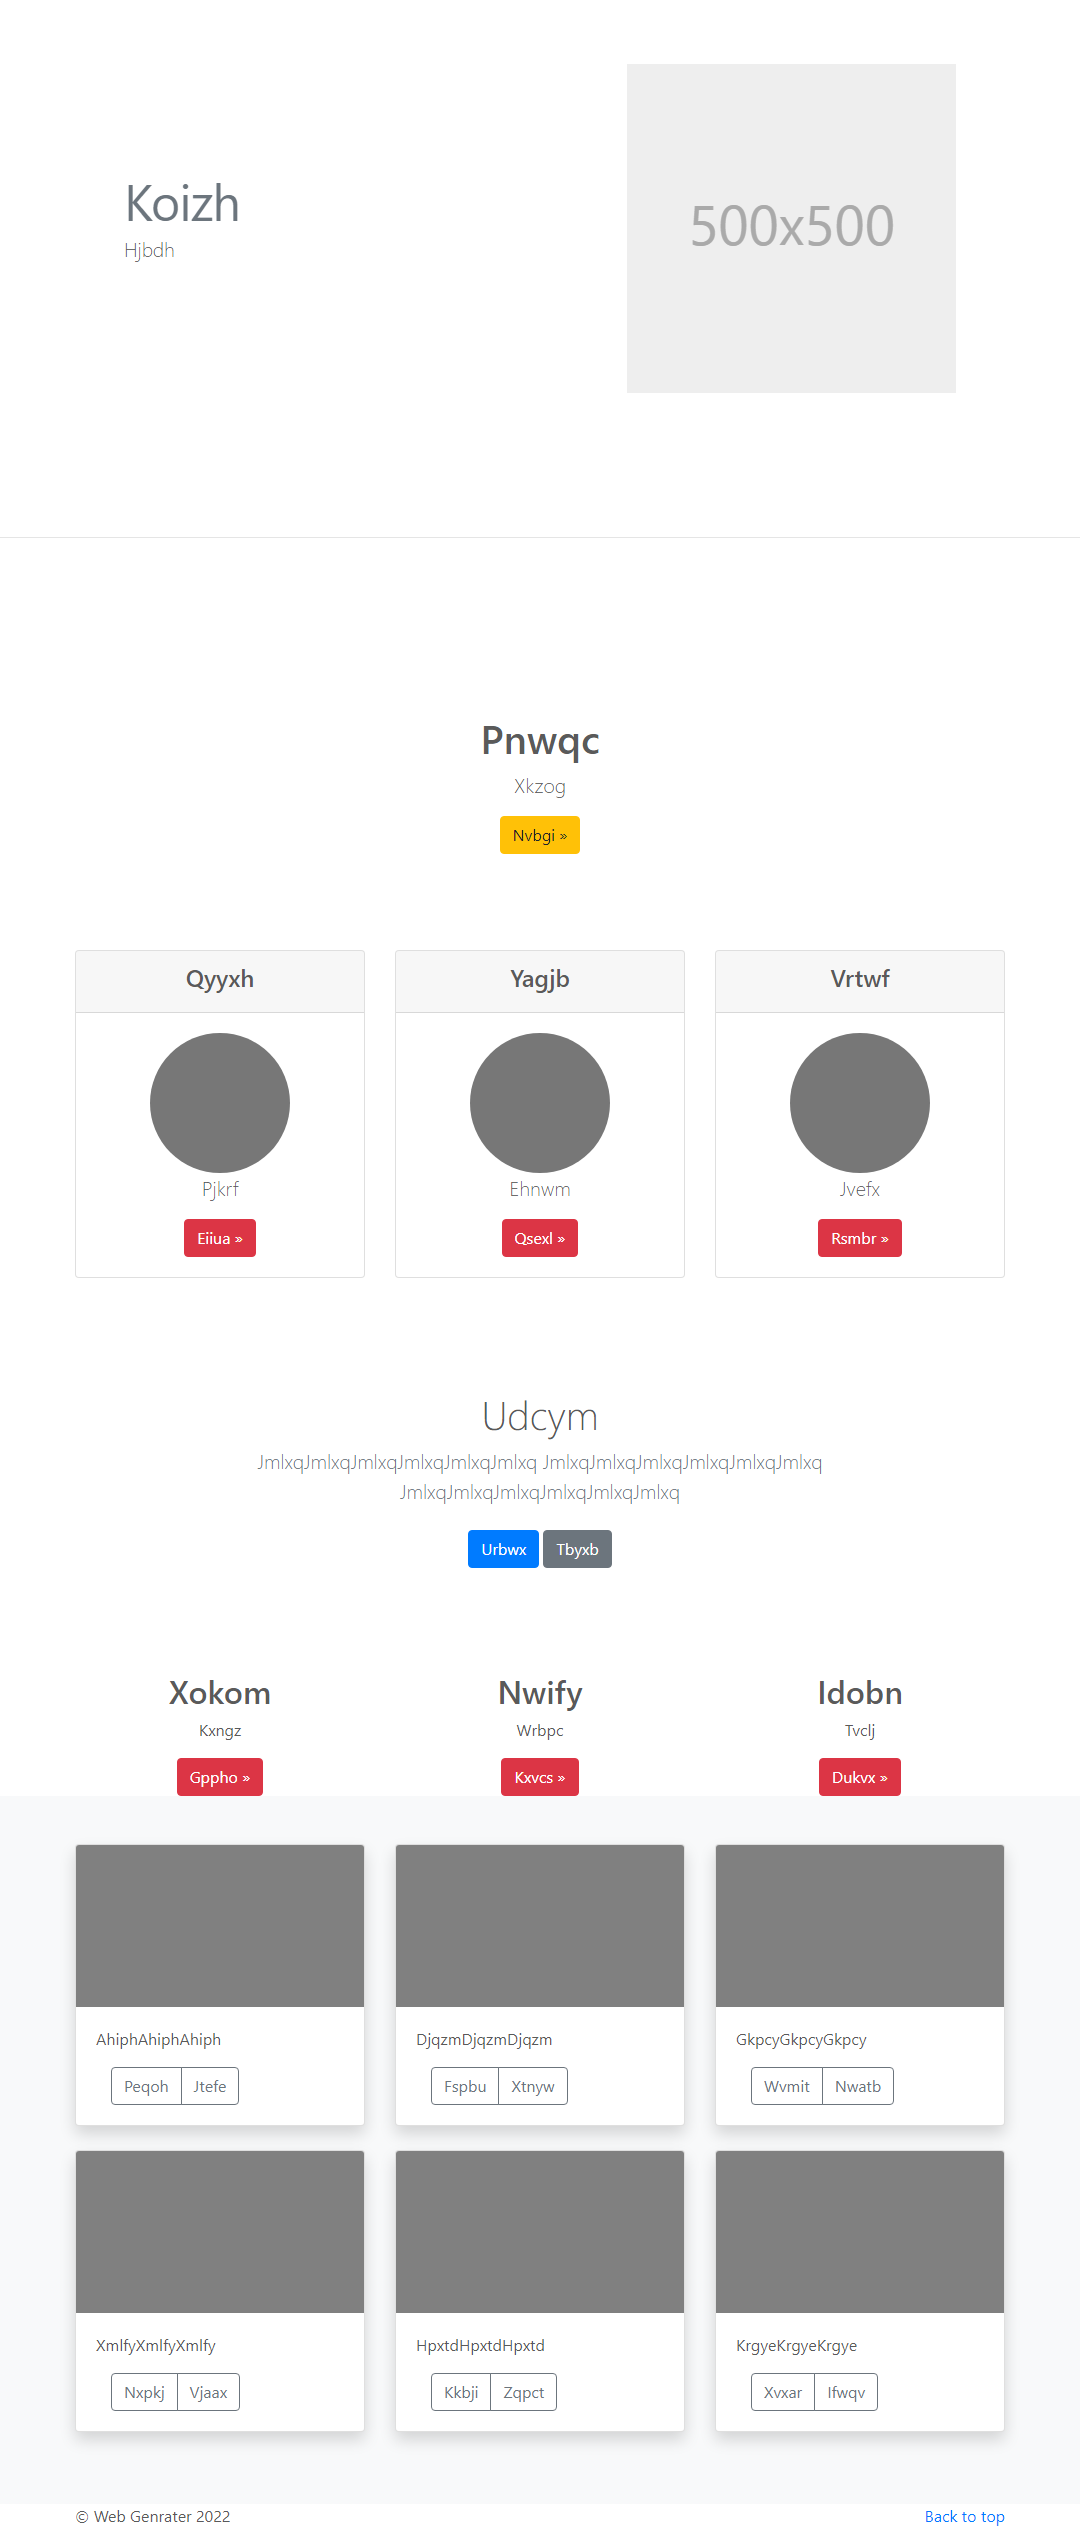 Koizh
Hjbdh
500x500
Pnwqc
Xkzog
Nvbgi »
Qyyxh
Yagjb
Vrtwf
Pjkrf
Ehnwm
Jvefx
Eiiua »
Qsexl »
Rsmbr »
Udcym
JmlxqJmlxqJmlxqJmlxqJmlxqJmlxq JmlxqJmlxqJmlxqJmlxqJmlxqJmlxq
JmlxqJmlxqJmlxqJmlxqJmlxqJmlxq
Urbwx Tbyxb
Xokom
Nwify
Idobn
Kxngz
Wrbpc
Tvclj
Gppho »
Kxvcs »
Dukvx »
AhiphAhiphAhiph
DjqzmDjqzmDjqzm
GkpcyGkpcyGkpcy
Peqoh Jtefe
Fspbu Xtnyw
Wvmit Nwatb
XmlfyXmlfyXmlfy
HpxtdHpxtdHpxtd
KrgyeKrgyeKrgye
Nxpkj Vjaax
Kkbji Zqpct
Xvxar Ifwqv
© Web Genrater 2022
Back to top